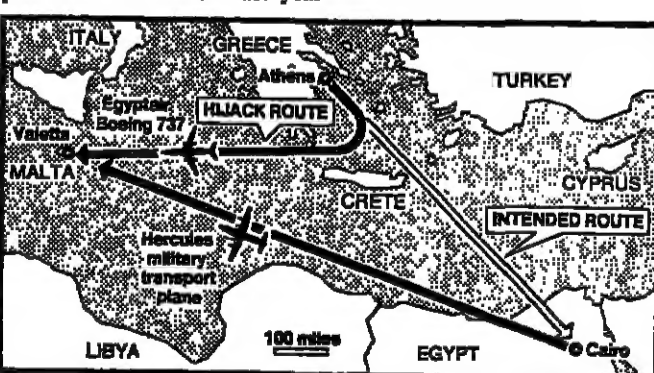 ITALY
GREECE
Athens
TURKEY
Egyptair
Boeing 737
HIJACK ROUTE
Valetta
MALTA
CRETE
CYPRUS
INTENDED ROUTE
Hercules
military
transport
plane
100 miles
LIBYA
EGYPT
Cairo